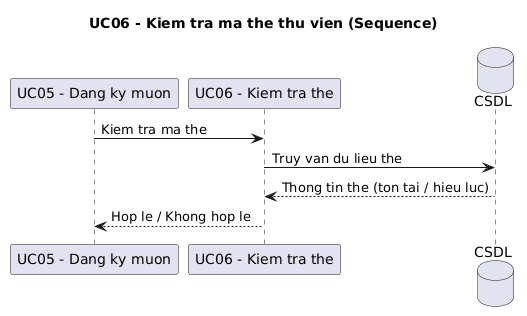 UC06 - Kiem tra ma the thu vien (Sequence)
UC05 - Dang ky muon
UC06 - Kiem tra the
CSDL
Kiem tra ma the
Truy van du lieu the
Thong tin the (ton tai / hieu luc)
Hop le / Khong hop le
UC05 - Dang ky muon
UC06 - Kiem tra the
CSDL